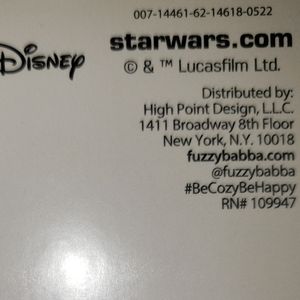 007-14461-62-14618-0522
Disney
starwars.com
© & ™ Lucasfilm Ltd.
Distributed by:
High Point Design, L.L.C.
1411 Broadway 8th Floor
New York, N.Y. 10018
fuzzybabba.com
@fuzzybabba
#BeCozyBeHappy
RN# 109947